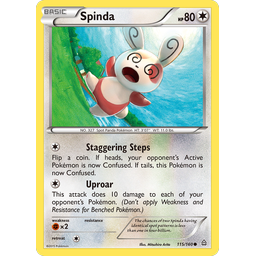 BASIC
Spinda
HP80
NO. 327 Spot Panda Pokémon HT: 3'07" WT: 11.0 lbs.
Staggering Steps
Flip a coin. If heads, your opponent's Active
Pokémon is now Confused. If tails, this Pokémon
is now Confused.
Uproar
This attack does 10 damage to each of your
opponent's Pokémon. (Don't apply Weakness and
Resistance for Benched Pokémon.)
weakness
resistance
×2
retreat
The chances of two Spinda having
identical spot patterns is less
than one in four billion.
Illus. Atsuko Nishida
115/160